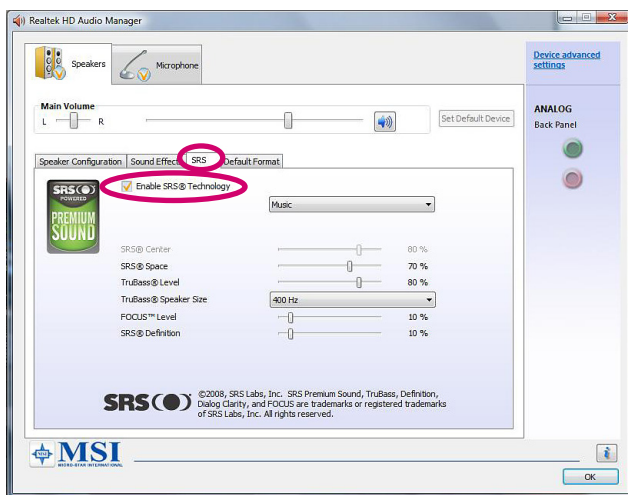 Realtek HD Audio Manager
Speakers
Microphone
Device advanced
settings
Main Volume
L
R
Set Default Device
ANALOG
Back Panel
Speaker Configuration
Sound Effect
SRS
Default Format
Enable SRS® Technology
SRS
POWERED
PREMIUM
SOUND
Music
SRS® Center
80 %
SRS® Space
70 %
TruBass® Level
80 %
TruBass® Speaker Size
400 Hz
FOCUS™ Level
10 %
SRS® Definition
10 %
SRS
©2008, SRS Labs, Inc. SRS Premium Sound, TruBass, Definition,
Dialog Clarity, and FOCUS are trademarks or registered trademarks
of SRS Labs, Inc. All rights reserved.
MSI
MICRO-STAR INTERNATIONAL
i
OK